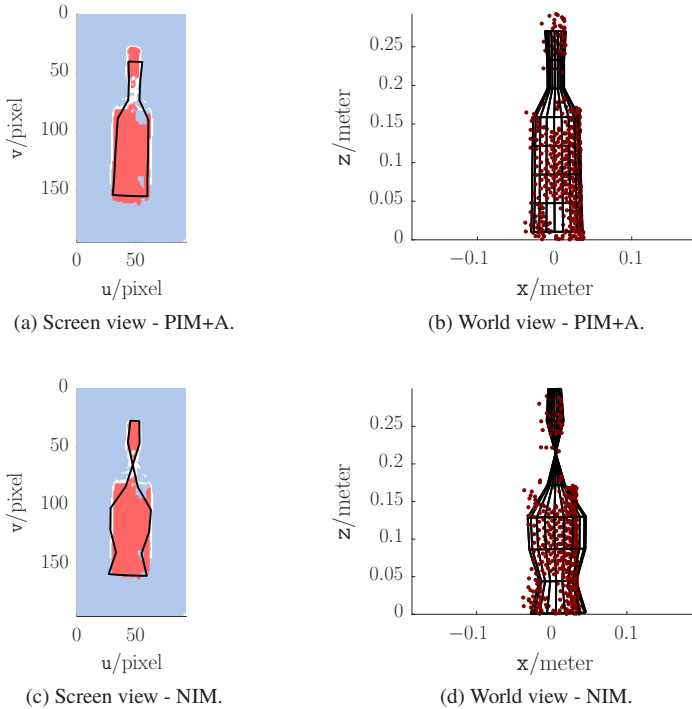 0
50
100
150
v/pixel
0
50
u/pixel
(a) Screen view - PIM+A.
0.25
0.2
0.15
0.1
0.05
0
z/meter
−0.1
0
0.1
x/meter
(b) World view - PIM+A.
0
50
100
150
v/pixel
0
50
u/pixel
(c) Screen view - NIM.
0.25
0.2
0.15
0.1
0.05
0
z/meter
−0.1
0
0.1
x/meter
(d) World view - NIM.